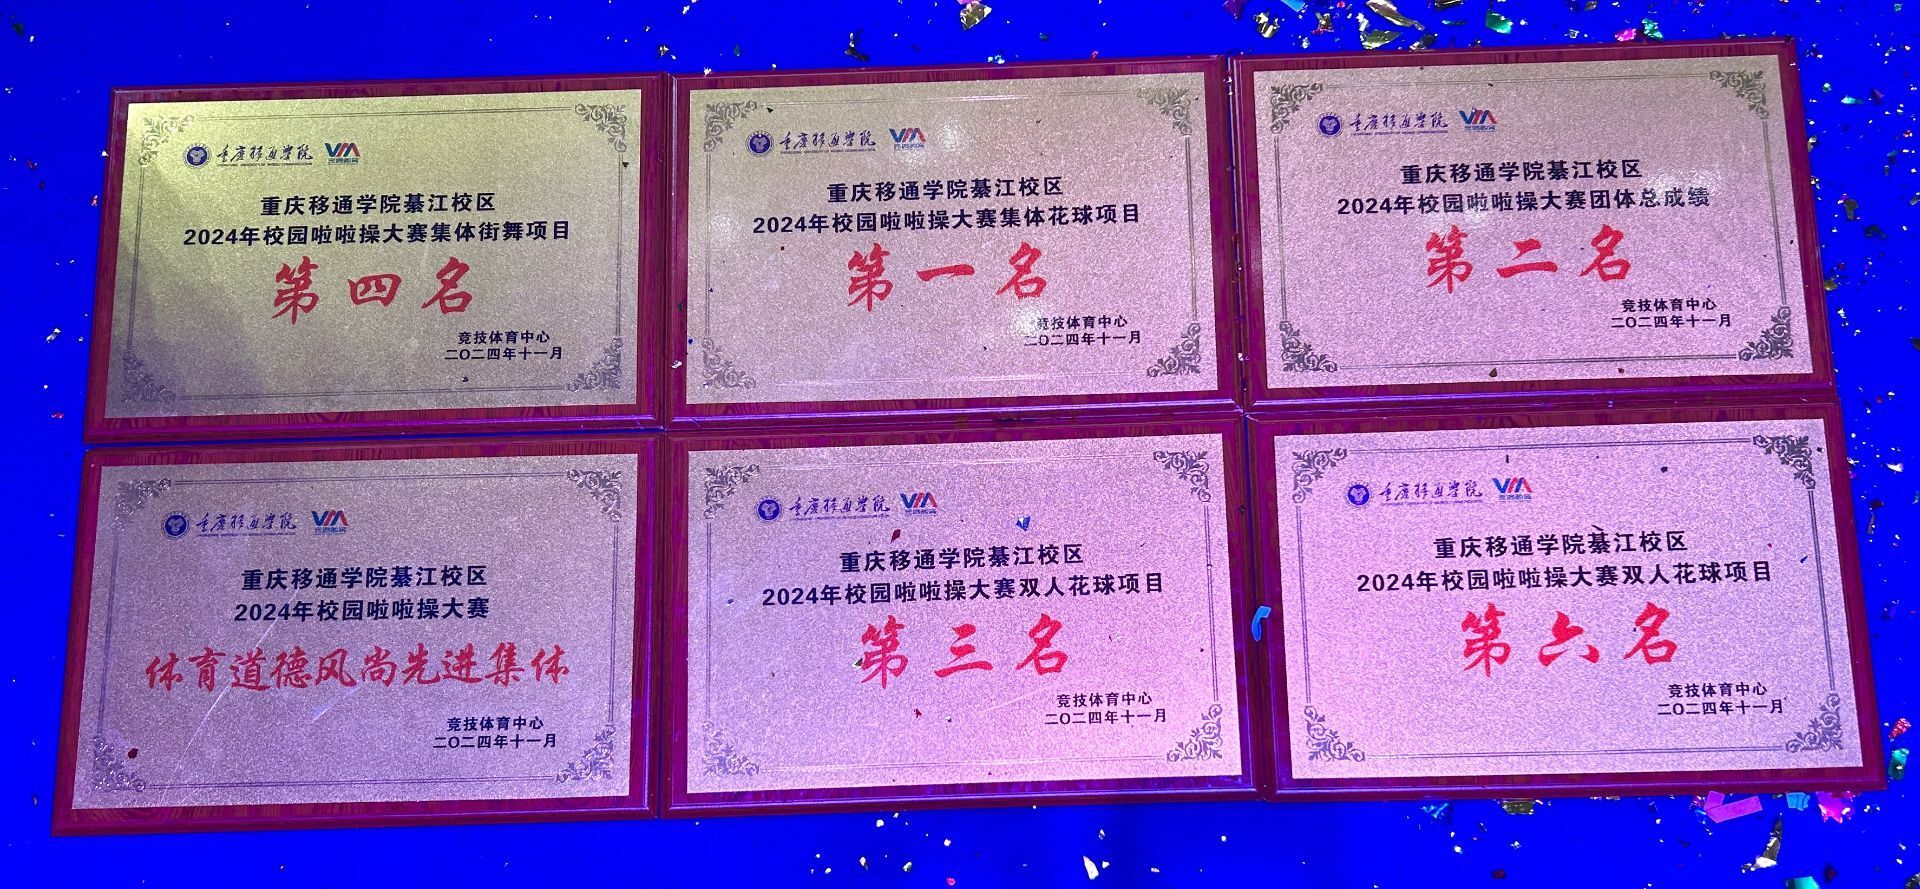 重庆移通学院
重庆移通学院綦江校区
2024年校园啦啦操大赛集体街舞项目
第四名
竞技体育中心
二〇二四年十一月
重庆移通学院
重庆移通学院綦江校区
2024年校园啦啦操大赛集体花球项目
第一名
竞技体育中心
二〇二四年十一月
重庆移通学院
重庆移通学院綦江校区
2024年校园啦啦操大赛团体总成绩
第二名
竞技体育中心
二〇二四年十一月
重庆移通学院
重庆移通学院綦江校区
2024年校园啦啦操大赛
体育道德风尚先进集体
竞技体育中心
二〇二四年十一月
重庆移通学院
重庆移通学院綦江校区
2024年校园啦啦操大赛双人花球项目
第三名
竞技体育中心
二〇二四年十一月
重庆移通学院
重庆移通学院綦江校区
2024年校园啦啦操大赛双人花球项目
第六名
竞技体育中心
二〇二四年十一月